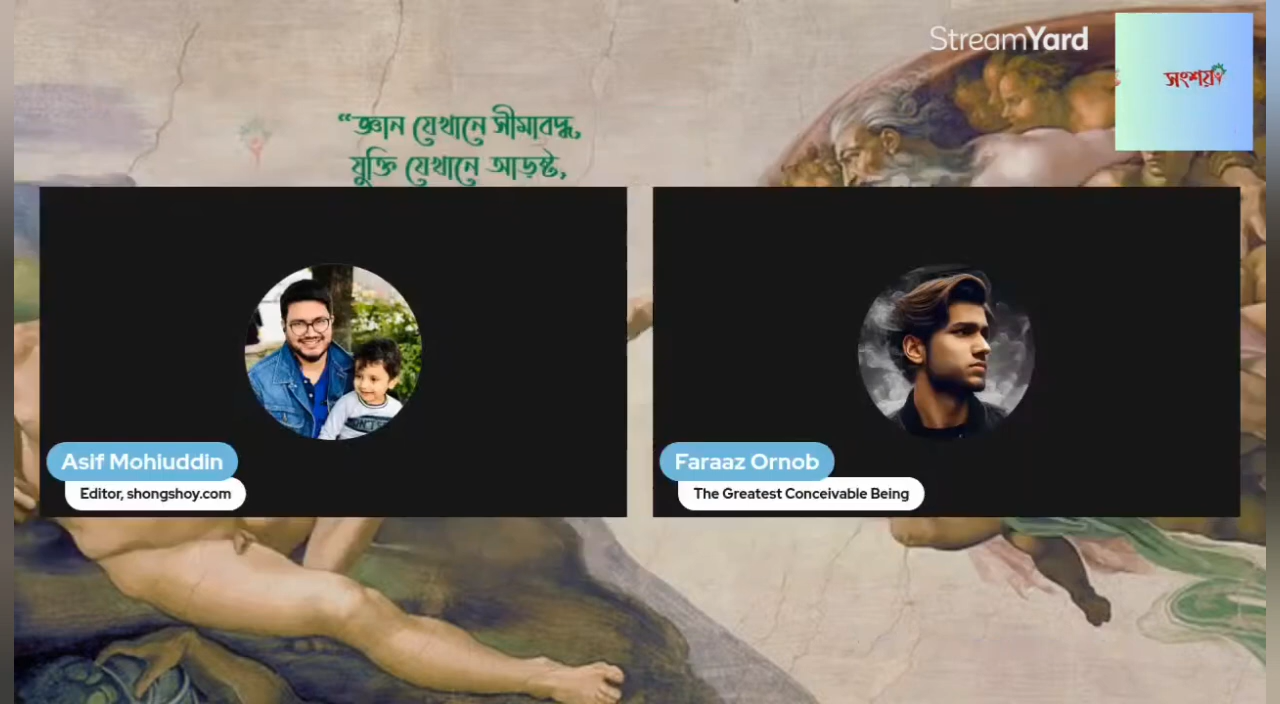 StreamYard
সংশয়
“জ্ঞান যেখানে সীমাবদ্ধ,
যুক্তি যেখানে আড়ষ্ট,
Asif Mohiuddin
Editor, shongshoy.com
Faraaz Ornob
The Greatest Conceivable Being